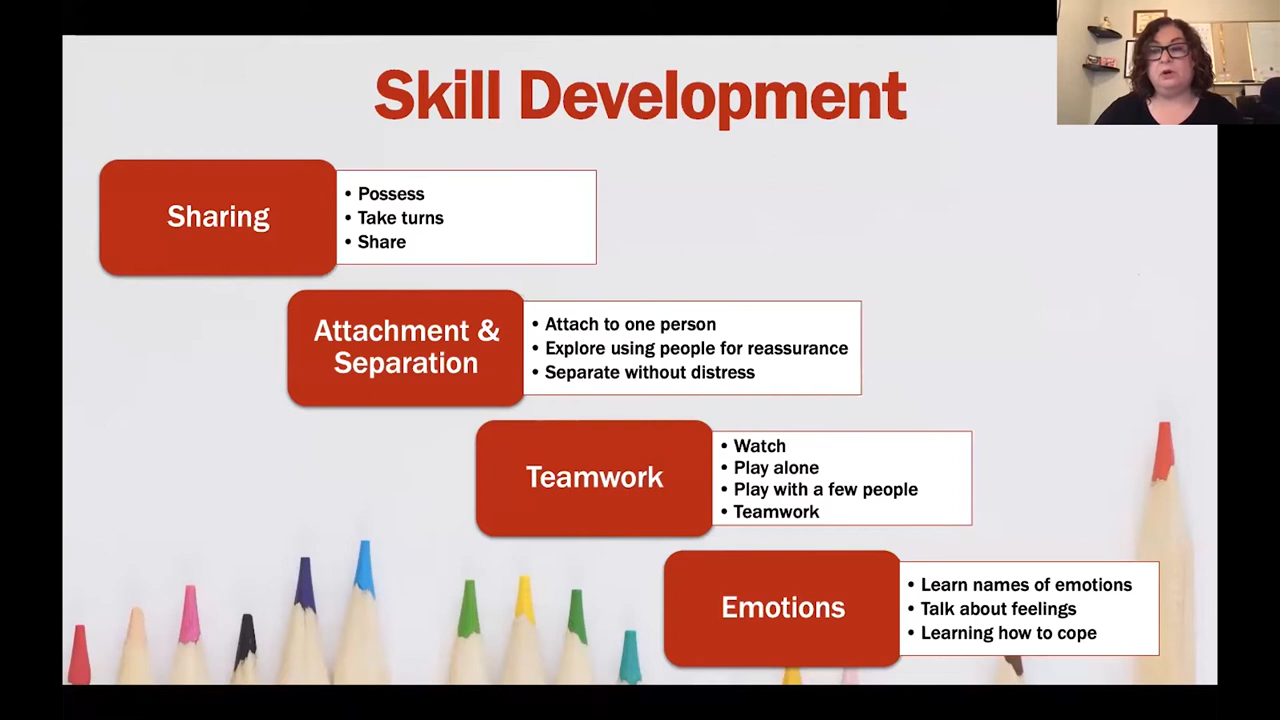 Skill Development
Sharing
• Possess
• Take turns
• Share
Attachment &
Separation
• Attach to one person
• Explore using people for reassurance
• Separate without distress
Teamwork
• Watch
• Play alone
• Play with a few people
• Teamwork
Emotions
• Learn names of emotions
• Talk about feelings
• Learning how to cope